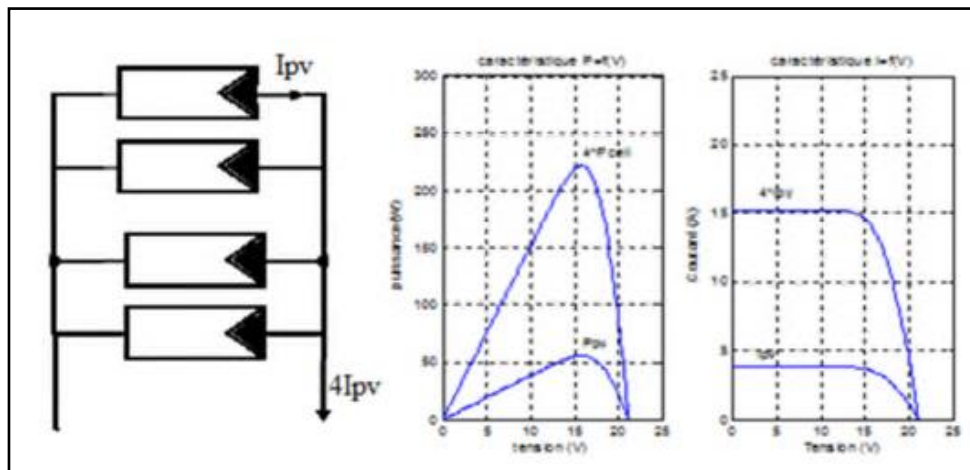 Ipv
4Ipv
caractéristique P=f(V)
puissance(W)
300
250
200
150
100
50
0
4*Pcell
Ppv
0 5 10 15 20 25
tension (V)
caractéristique I=f(V)
Courant (A)
25
20
15
10
5
0
4*Ipv
Ipv
0 5 10 15 20 25
Tension (V)